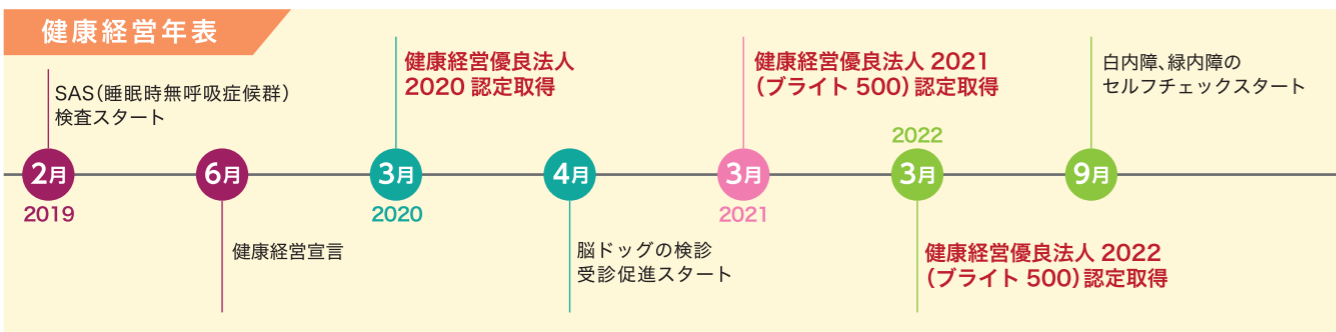 健康経営年表
SAS（睡眠時無呼吸症候群）
検査スタート
2月
2019
6月
健康経営宣言
健康経営優良法人
2020 認定取得
3月
2020
4月
脳ドッグの検診
受診促進スタート
健康経営優良法人 2021
（ブライト 500）認定取得
3月
2021
2022
3月
健康経営優良法人 2022
（ブライト 500）認定取得
白内障、緑内障の
セルフチェックスタート
9月